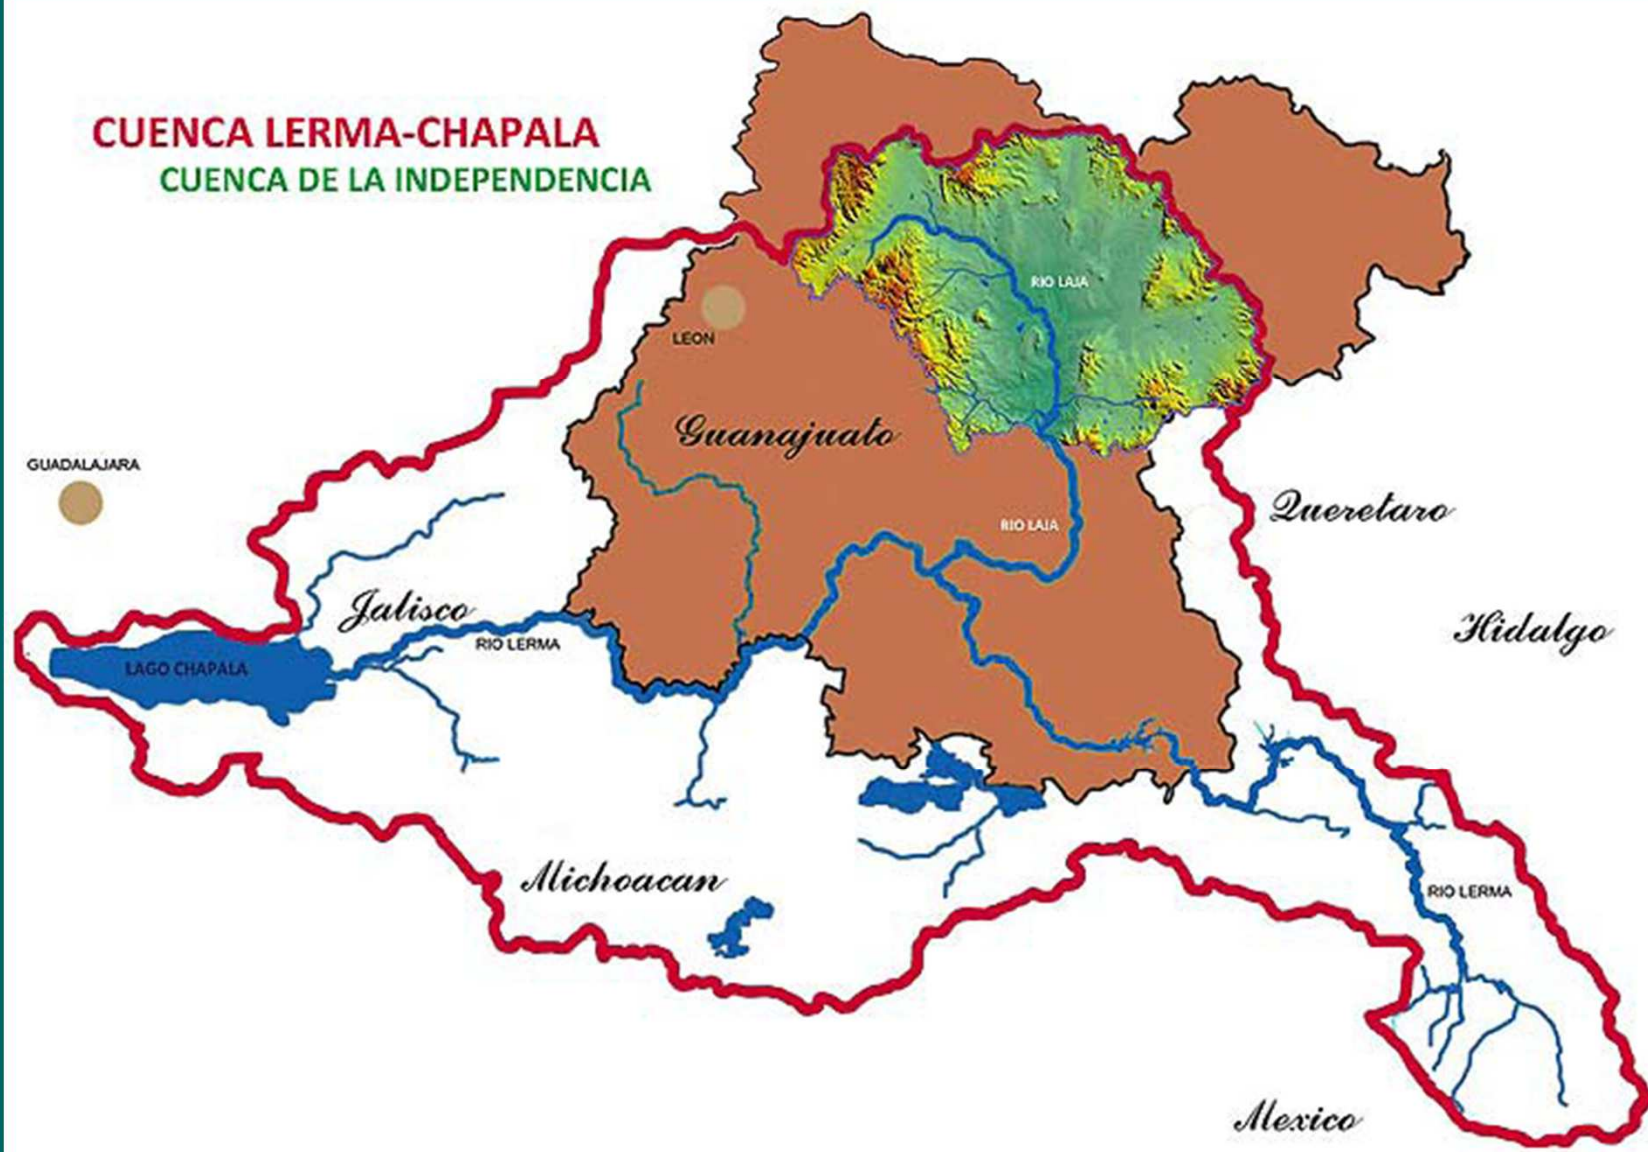 CUENCA LERMA-CHAPALA
CUENCA DE LA INDEPENDENCIA
RIO LAJA
LEON
Guanajuato
GUADALAJARA
Queretaro
RIO LAJA
Jalisco
RIO LERMA
Hidalgo
LAGO CHAPALA
Michoacan
RIO LERMA
Mexico